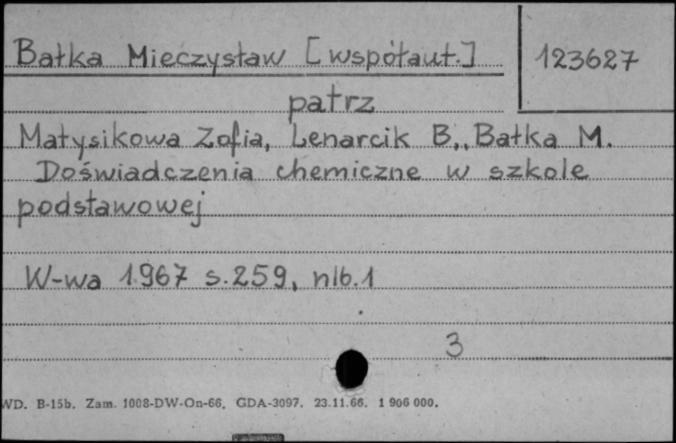 Bałka Mieczysław [współaut.]
123627
patrz
Matysikowa Zofia, Lenarcik B., Bałka M.
Doświadczenia chemiczne w szkole
podstawowej
W-wa 1967 s.259, nlb.1
3
WD. B-15b. Zam. 1008-DW-On-66. GDA-3097. 23.11.66. 1 906 000.